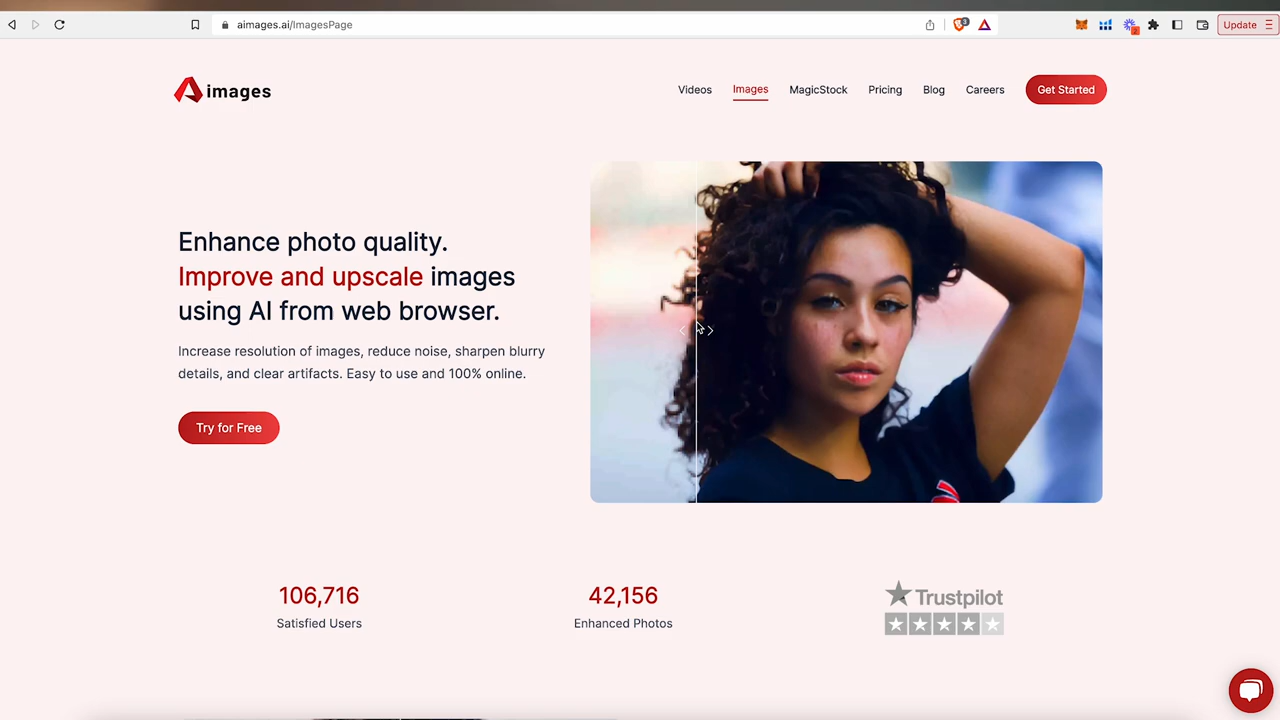 aimages.ai/ImagesPage
3
2
Update
images
Videos
Images
MagicStock
Pricing
Blog
Careers
Get Started
Enhance photo quality.
Improve and upscale images
using AI from web browser.
Increase resolution of images, reduce noise, sharpen blurry
details, and clear artifacts. Easy to use and 100% online.
Try for Free
106,716
Satisfied Users
42,156
Enhanced Photos
Trustpilot